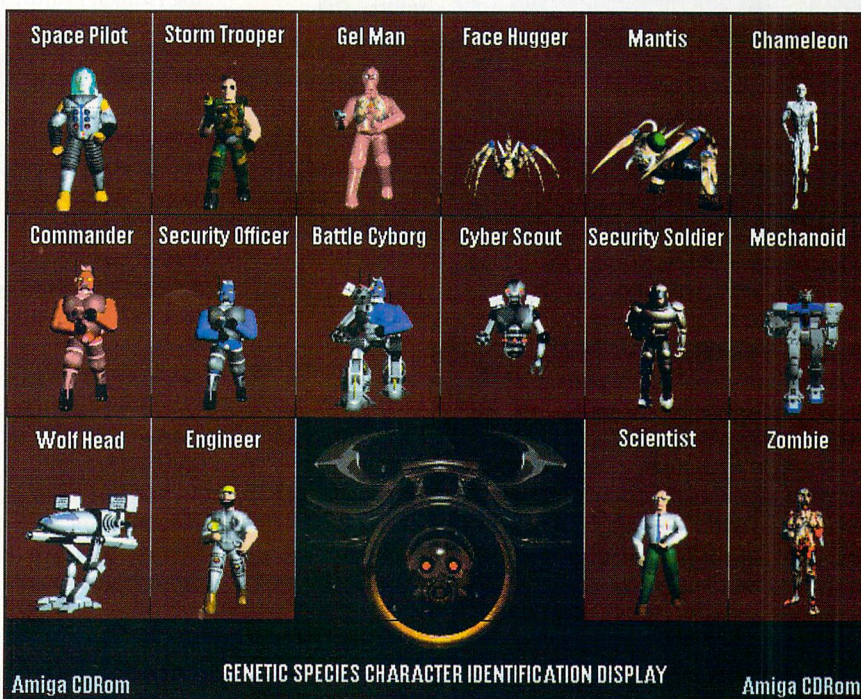 Space Pilot Storm Trooper Gel Man Face Hugger Mantis Chameleon
Commander Security Officer Battle Cyborg Cyber Scout Security Soldier Mechanoid
Wolf Head Engineer Scientist Zombie
GENETIC SPECIES CHARACTER IDENTIFICATION DISPLAY
Amiga CDRom Amiga CDRom